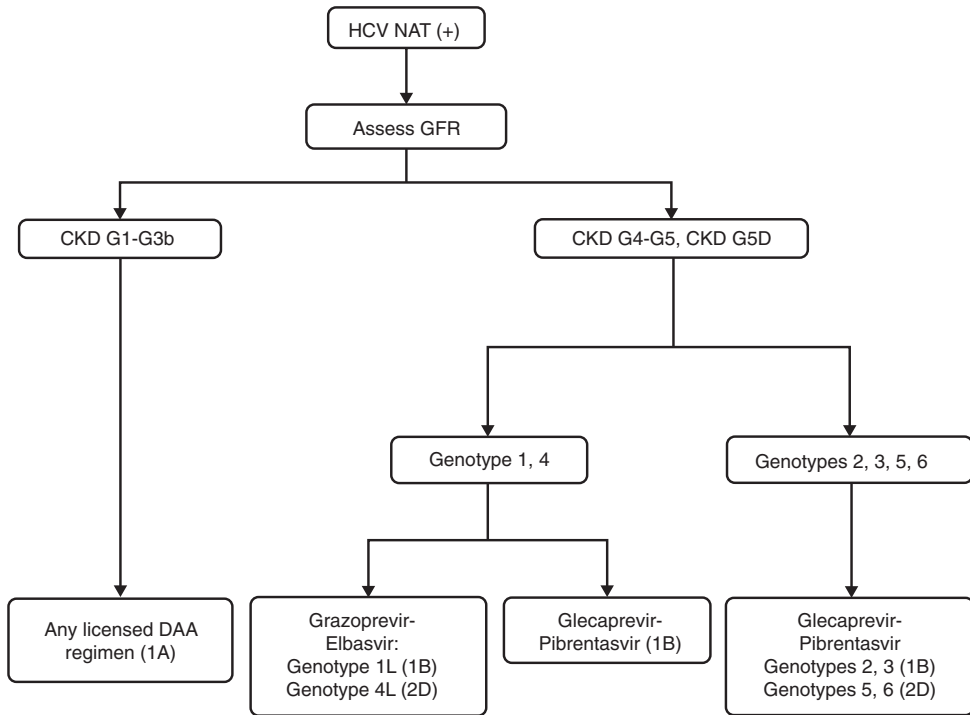 HCV NAT (+)
Assess GFR
CKD G1-G3b
CKD G4-G5, CKD G5D
Genotype 1, 4
Genotypes 2, 3, 5, 6
Any licensed DAA
regimen (1A)
Grazoprevir-
Elbasvir:
Genotype 1L (1B)
Genotype 4L (2D)
Glecaprevir-
Pibrentasvir (1B)
Glecaprevir-
Pibrentasvir
Genotypes 2, 3 (1B)
Genotypes 5, 6 (2D)